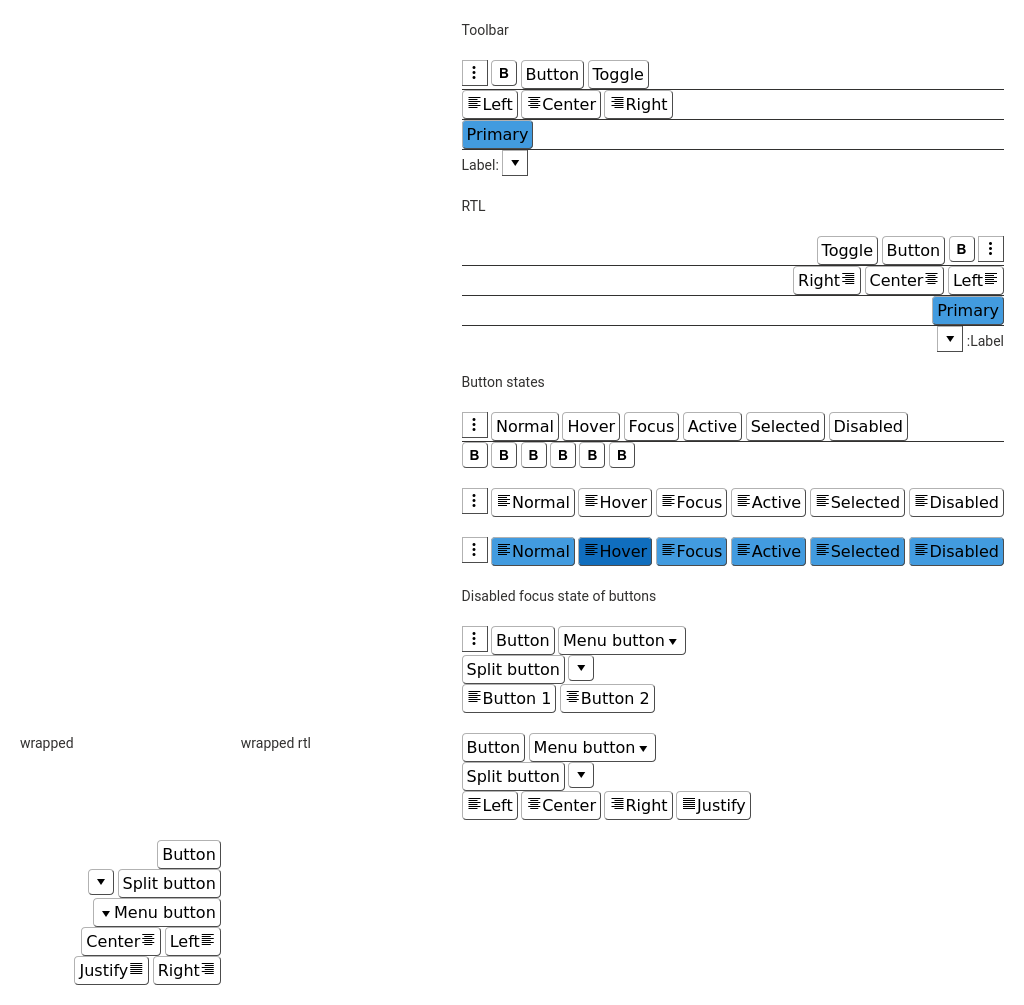 Toolbar
B Button Toggle
Left Center Right
Primary
Label:
RTL
Toggle Button B
Right Center Left
Primary
:Label
Button states
Normal Hover Focus Active Selected Disabled
B B B B B B
Normal Hover Focus Active Selected Disabled
Normal Hover Focus Active Selected Disabled
Disabled focus state of buttons
Button Menu button
Split button
Button 1 Button 2
wrapped
wrapped rtl
Button Menu button
Split button
Left Center Right Justify
Button
Split button
Menu button
Center Left
Justify Right